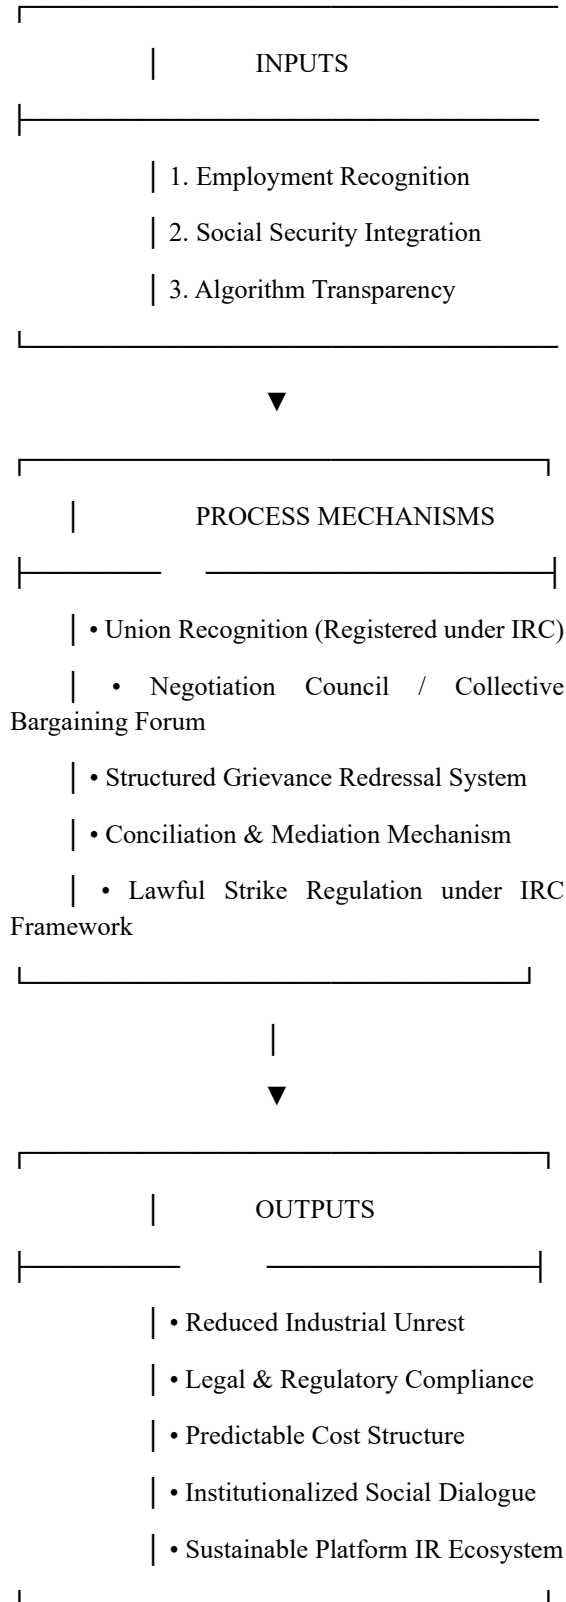 INPUTS
1. Employment Recognition
2. Social Security Integration
3. Algorithm Transparency
▼
PROCESS MECHANISMS
• Union Recognition (Registered under IRC)
• Negotiation Council / Collective
Bargaining Forum
• Structured Grievance Redressal System
• Conciliation & Mediation Mechanism
• Lawful Strike Regulation under IRC
Framework
▼
OUTPUTS
• Reduced Industrial Unrest
• Legal & Regulatory Compliance
• Predictable Cost Structure
• Institutionalized Social Dialogue
• Sustainable Platform IR Ecosystem